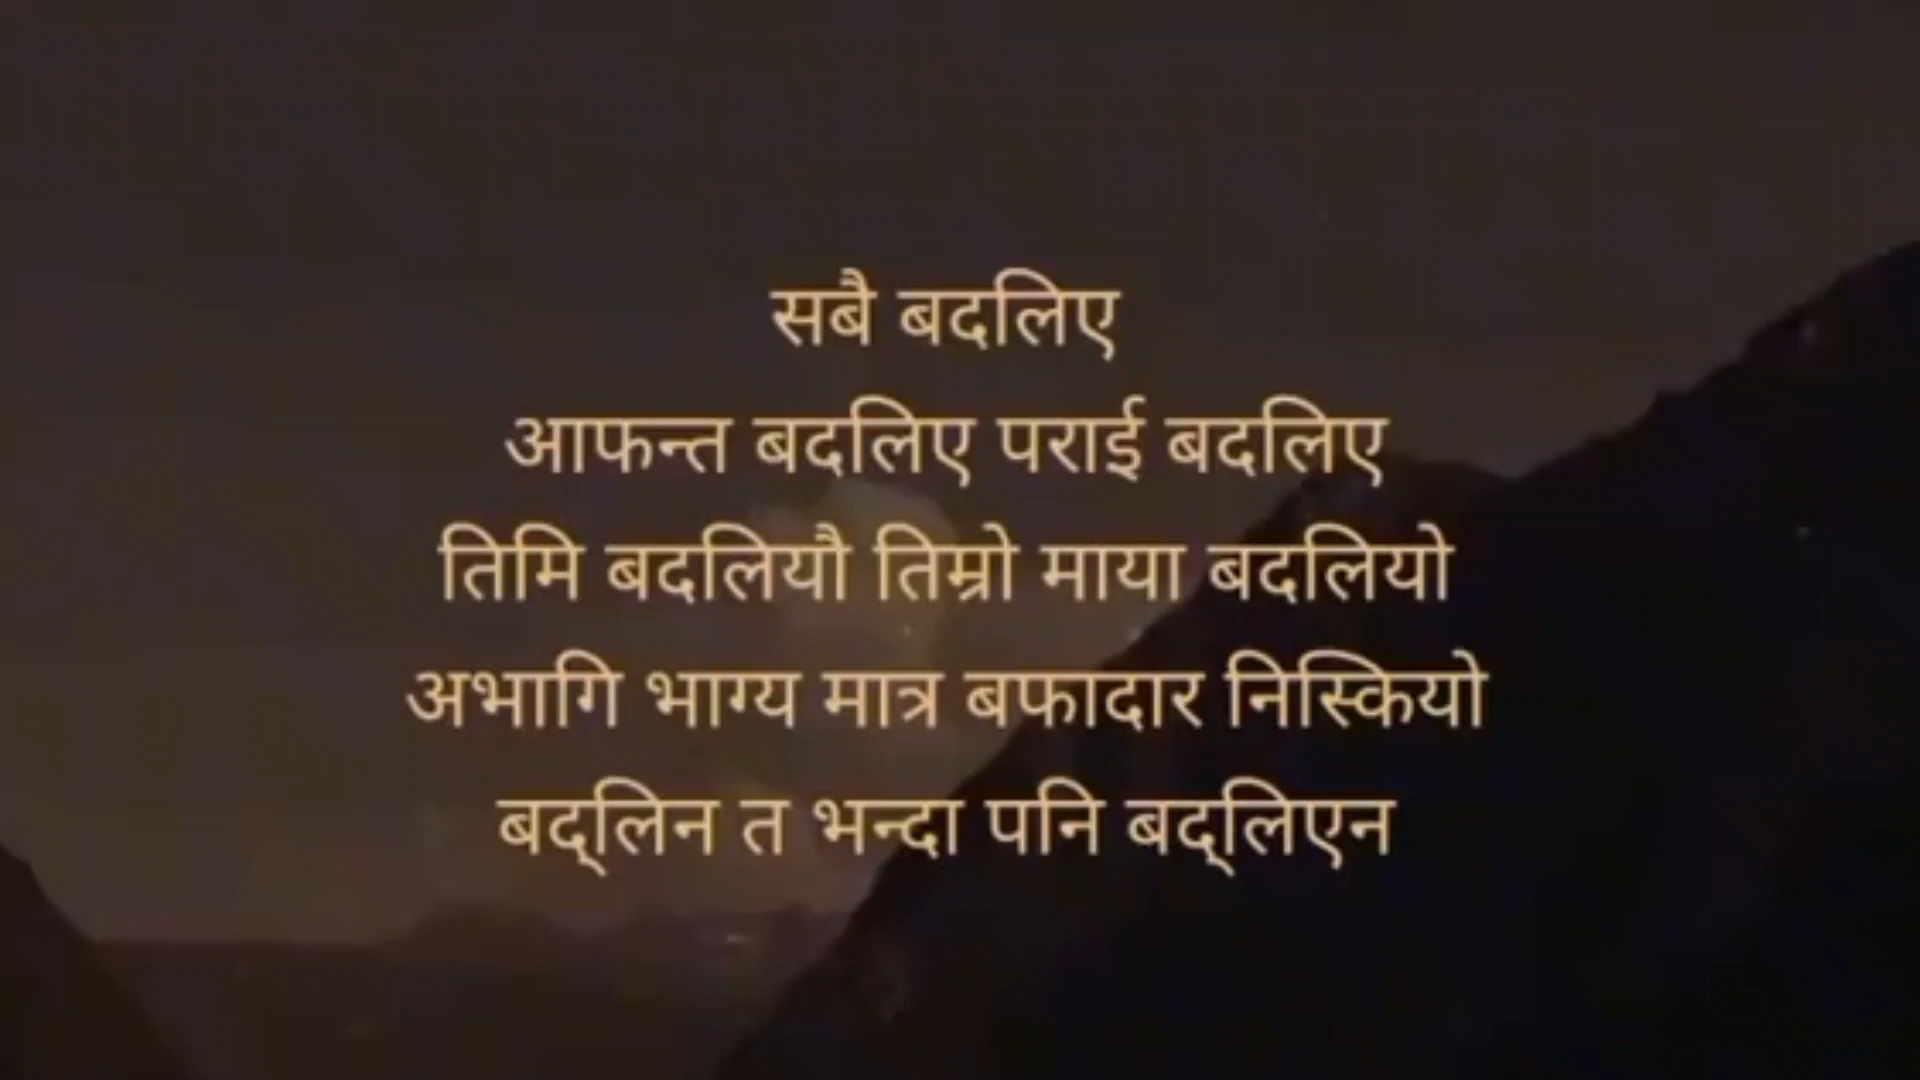 सबै बदलिए
आफन्त बदलिए पराई बदलिए
तिमि बदलियौ तिम्रो माया बदलियो
अभागि भाग्य मात्र बफादार निस्कियो
बद्लिन त भन्दा पनि बद्लिएन